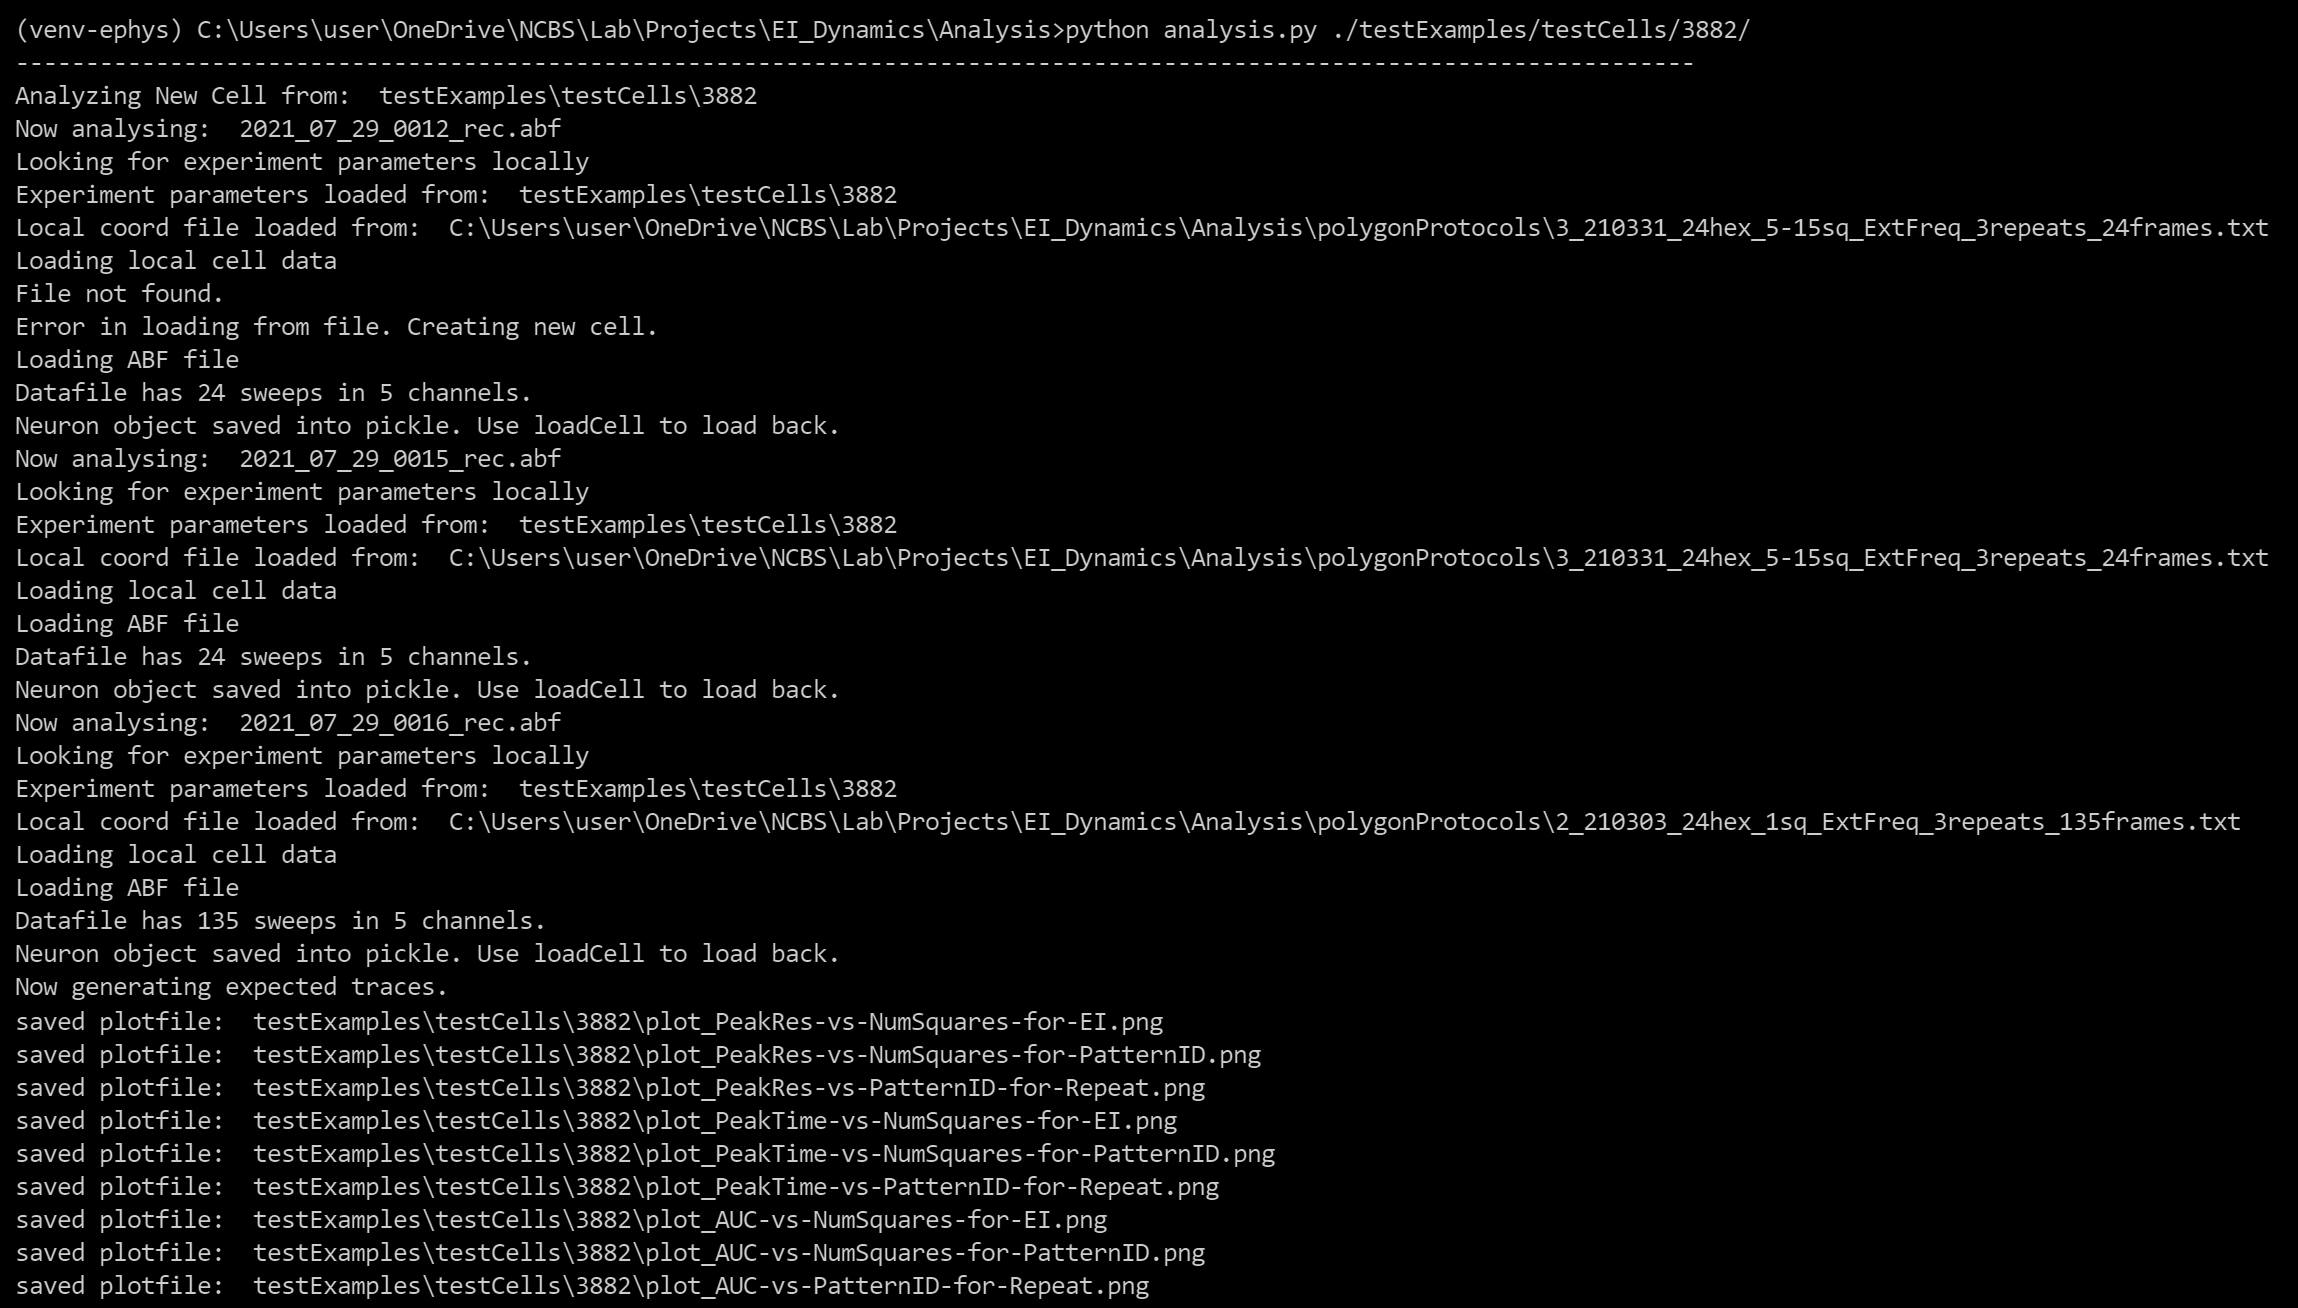 (venv-ephys) C:\Users\user\OneDrive\NCBS\Lab\Projects\EI_Dynamics\Analysis>python analysis.py ./testExamples/testCells/3882/
------------------------------------------------------------------------------------------------------------------------
Analyzing New Cell from:  testExamples\testCells\3882
Now analysing:  2021_07_29_0012_rec.abf
Looking for experiment parameters locally
Experiment parameters loaded from:  testExamples\testCells\3882
Local coord file loaded from:  C:\Users\user\OneDrive\NCBS\Lab\Projects\EI_Dynamics\Analysis\polygonProtocols\3_210331_24hex_5-15sq_ExtFreq_3repeats_24frames.txt
Loading local cell data
File not found.
Error in loading from file. Creating new cell.
Loading ABF file
Datafile has 24 sweeps in 5 channels.
Neuron object saved into pickle. Use loadCell to load back.
Now analysing:  2021_07_29_0015_rec.abf
Looking for experiment parameters locally
Experiment parameters loaded from:  testExamples\testCells\3882
Local coord file loaded from:  C:\Users\user\OneDrive\NCBS\Lab\Projects\EI_Dynamics\Analysis\polygonProtocols\3_210331_24hex_5-15sq_ExtFreq_3repeats_24frames.txt
Loading local cell data
Loading ABF file
Datafile has 24 sweeps in 5 channels.
Neuron object saved into pickle. Use loadCell to load back.
Now analysing:  2021_07_29_0016_rec.abf
Looking for experiment parameters locally
Experiment parameters loaded from:  testExamples\testCells\3882
Local coord file loaded from:  C:\Users\user\OneDrive\NCBS\Lab\Projects\EI_Dynamics\Analysis\polygonProtocols\2_210303_24hex_1sq_ExtFreq_3repeats_135frames.txt
Loading local cell data
Loading ABF file
Datafile has 135 sweeps in 5 channels.
Neuron object saved into pickle. Use loadCell to load back.
Now generating expected traces.
saved plotfile:  testExamples\testCells\3882\plot_PeakRes-vs-NumSquares-for-EI.png
saved plotfile:  testExamples\testCells\3882\plot_PeakRes-vs-NumSquares-for-PatternID.png
saved plotfile:  testExamples\testCells\3882\plot_PeakRes-vs-PatternID-for-Repeat.png
saved plotfile:  testExamples\testCells\3882\plot_PeakTime-vs-NumSquares-for-EI.png
saved plotfile:  testExamples\testCells\3882\plot_PeakTime-vs-NumSquares-for-PatternID.png
saved plotfile:  testExamples\testCells\3882\plot_PeakTime-vs-PatternID-for-Repeat.png
saved plotfile:  testExamples\testCells\3882\plot_AUC-vs-NumSquares-for-EI.png
saved plotfile:  testExamples\testCells\3882\plot_AUC-vs-NumSquares-for-PatternID.png
saved plotfile:  testExamples\testCells\3882\plot_AUC-vs-PatternID-for-Repeat.png